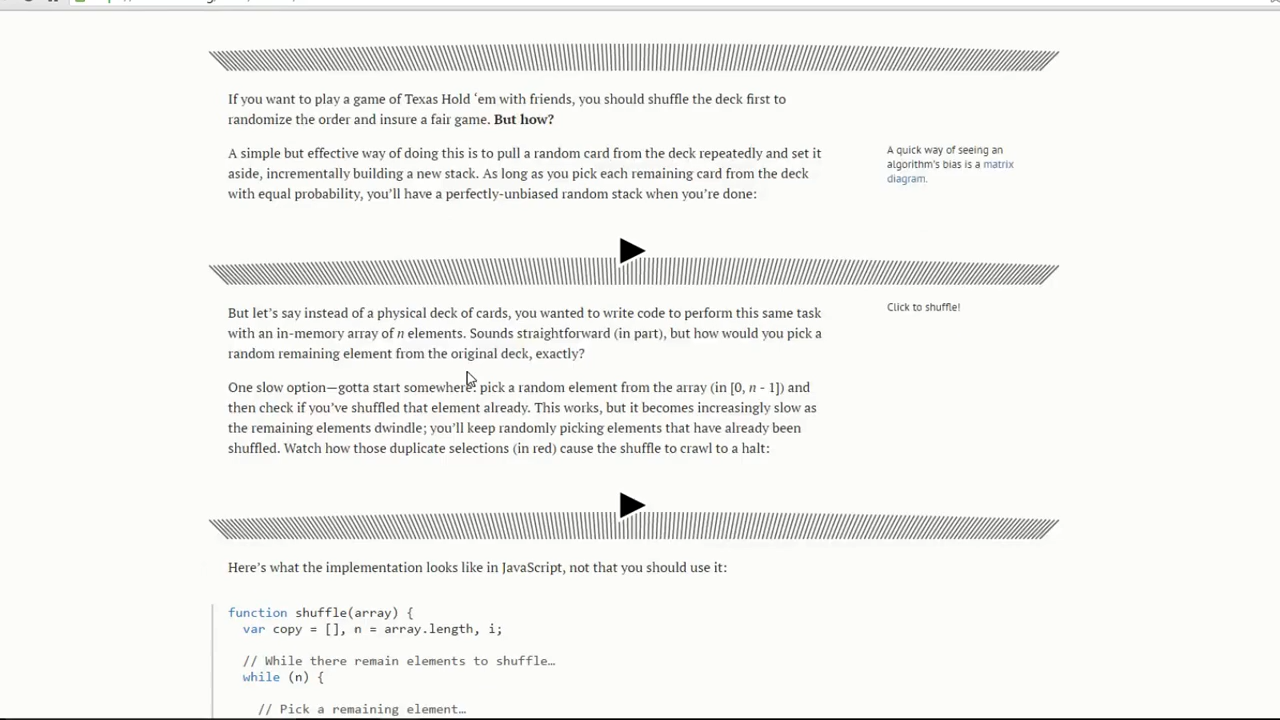 If you want to play a game of Texas Hold ‘em with friends, you should shuffle the deck first to
randomize the order and insure a fair game. But how?
A simple but effective way of doing this is to pull a random card from the deck repeatedly and set it
aside, incrementally building a new stack. As long as you pick each remaining card from the deck
with equal probability, you’ll have a perfectly-unbiased random stack when you’re done:
A quick way of seeing an
algorithm’s bias is a matrix
diagram.
But let’s say instead of a physical deck of cards, you wanted to write code to perform this same task
with an in-memory array of n elements. Sounds straightforward (in part), but how would you pick a
random remaining element from the original deck, exactly?
Click to shuffle!
One slow option—gotta start somewhere: pick a random element from the array (in [0, n - 1]) and
then check if you’ve shuffled that element already. This works, but it becomes increasingly slow as
the remaining elements dwindle; you’ll keep randomly picking elements that have already been
shuffled. Watch how those duplicate selections (in red) cause the shuffle to crawl to a halt:
Here’s what the implementation looks like in JavaScript, not that you should use it:
function shuffle(array) {
var copy = [], n = array.length, i;
// While there remain elements to shuffle…
while (n) {
// Pick a remaining element…